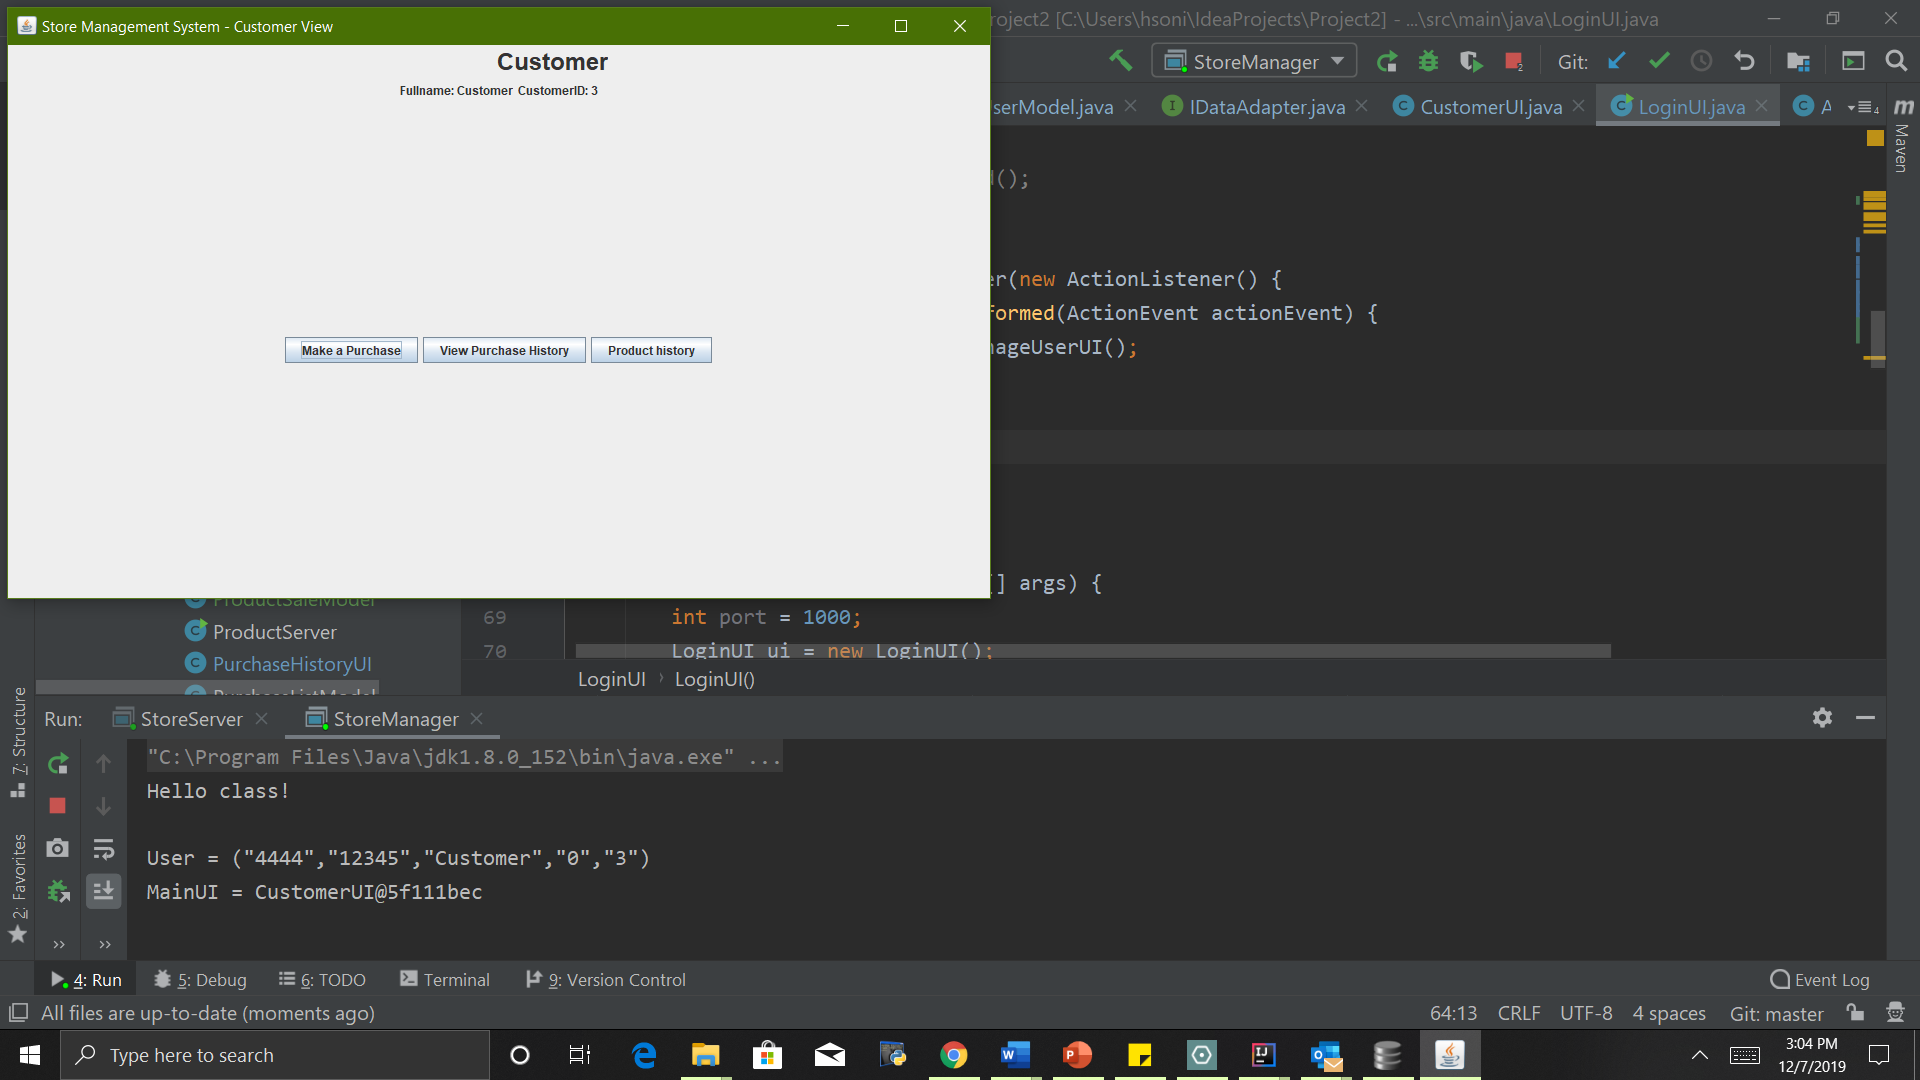 Store Management System - Customer View
roject2 [C:\Users\hsoni\IdeaProjects\Project2] - ...\src\main\java\LoginUI.java
Customer
Fullname: Customer CustomerID: 3
StoreManager
2
Git:
serModel.java
IDataAdapter.java
CustomerUI.java
LoginUI.java
A
4
Maven
();
er(new ActionListener() {
formed(ActionEvent actionEvent) {
nageUserUI();
Make a Purchase
View Purchase History
Product history
] args) {
69 int port = 1000;
70 LoginUI ui = new LoginUI();
ProductSaleModel
ProductServer
PurchaseHistoryUI
PurchaseListModel
LoginUI › LoginUI()
7: Structure
2: Favorites
Run: StoreServer StoreManager
"C:\Program Files\Java\jdk1.8.0_152\bin\java.exe" ...
Hello class!
User = ("4444","12345","Customer","0","3")
MainUI = CustomerUI@5f111bec
4: Run 5: Debug 6: TODO Terminal 9: Version Control Event Log
All files are up-to-date (moments ago) 64:13 CRLF UTF-8 4 spaces Git: master
Type here to search
3:04 PM
12/7/2019